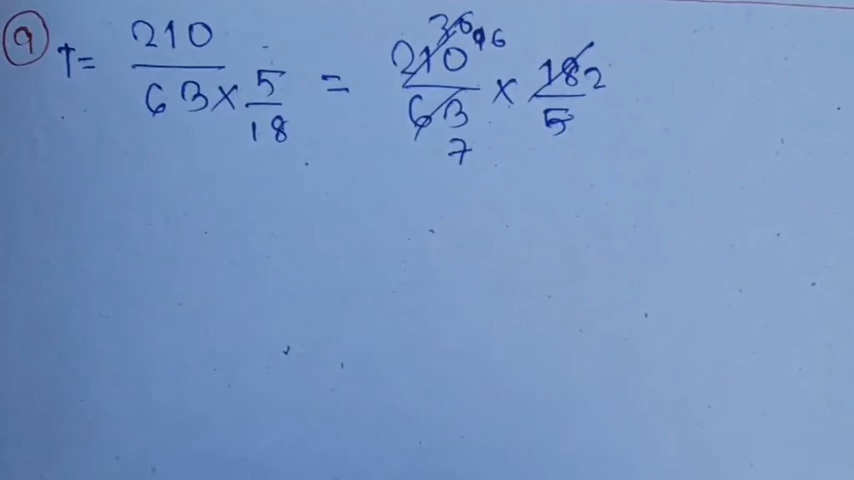 9 T = 210 / 63 × 5/18 = 210 / 63 × 18 / 5
30 6
2
7